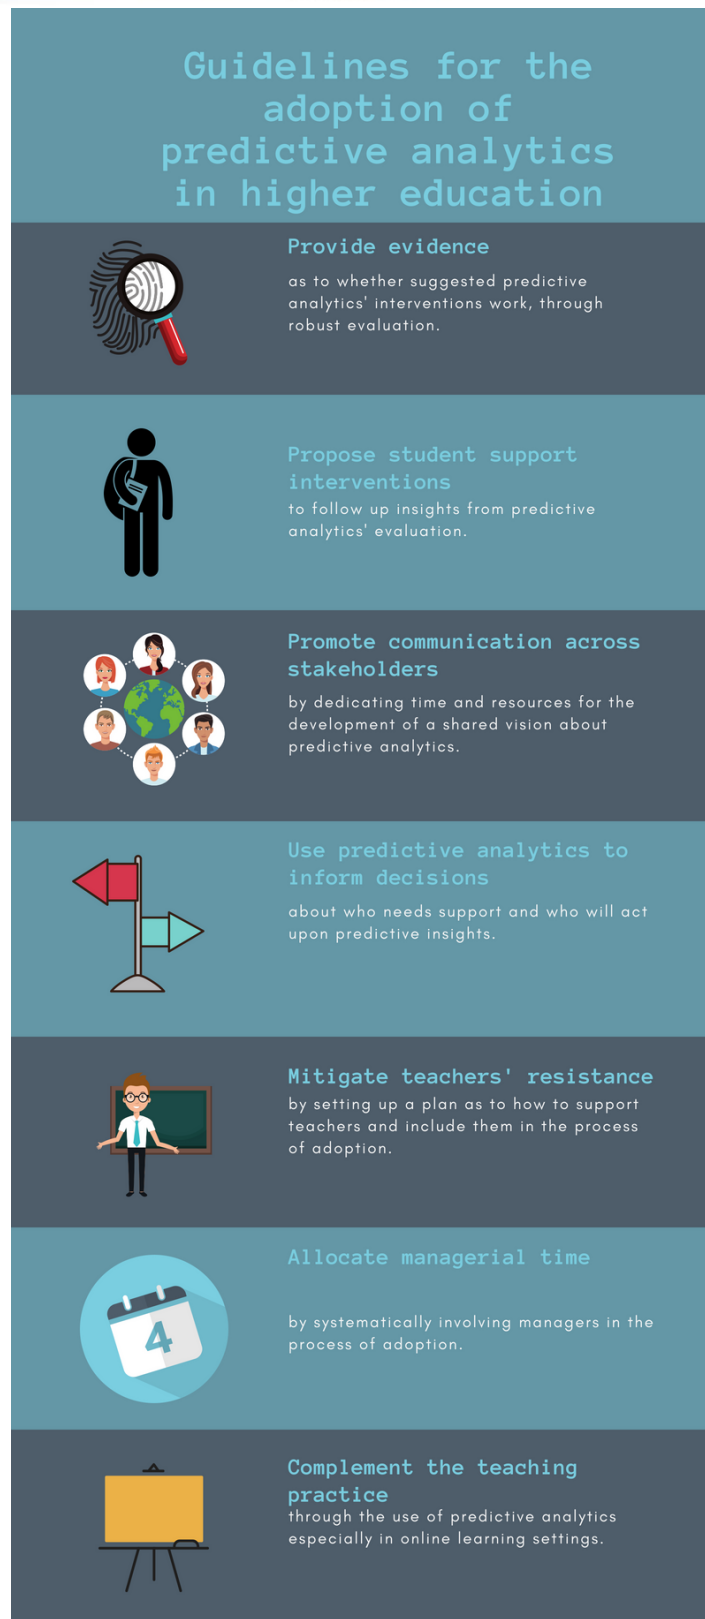 Guidelines for the
adoption of
predictive analytics
in higher education
Provide evidence
as to whether suggested predictive
analytics' interventions work, through
robust evaluation.
Propose student support
interventions
to follow up insights from predictive
analytics' evaluation.
Promote communication across
stakeholders
by dedicating time and resources for the
development of a shared vision about
predictive analytics.
Use predictive analytics to
inform decisions
about who needs support and who will act
upon predictive insights.
Mitigate teachers' resistance
by setting up a plan as to how to support
teachers and include them in the process
of adoption.
Allocate managerial time
4
by systematically involving managers in the
process of adoption.
Complement the teaching
practice
through the use of predictive analytics
especially in online learning settings.